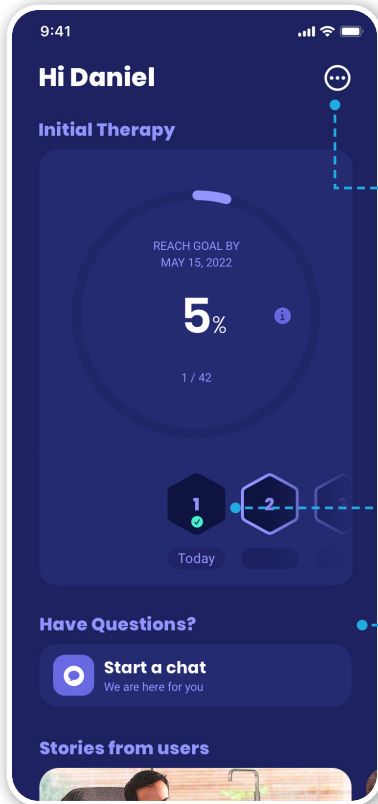 9:41
Hi Daniel
Initial Therapy
REACH GOAL BY
MAY 15, 2022
5%
i
1 / 42
1
2
3
Today
Have Questions?
Start a chat
We are here for you
Stories from users